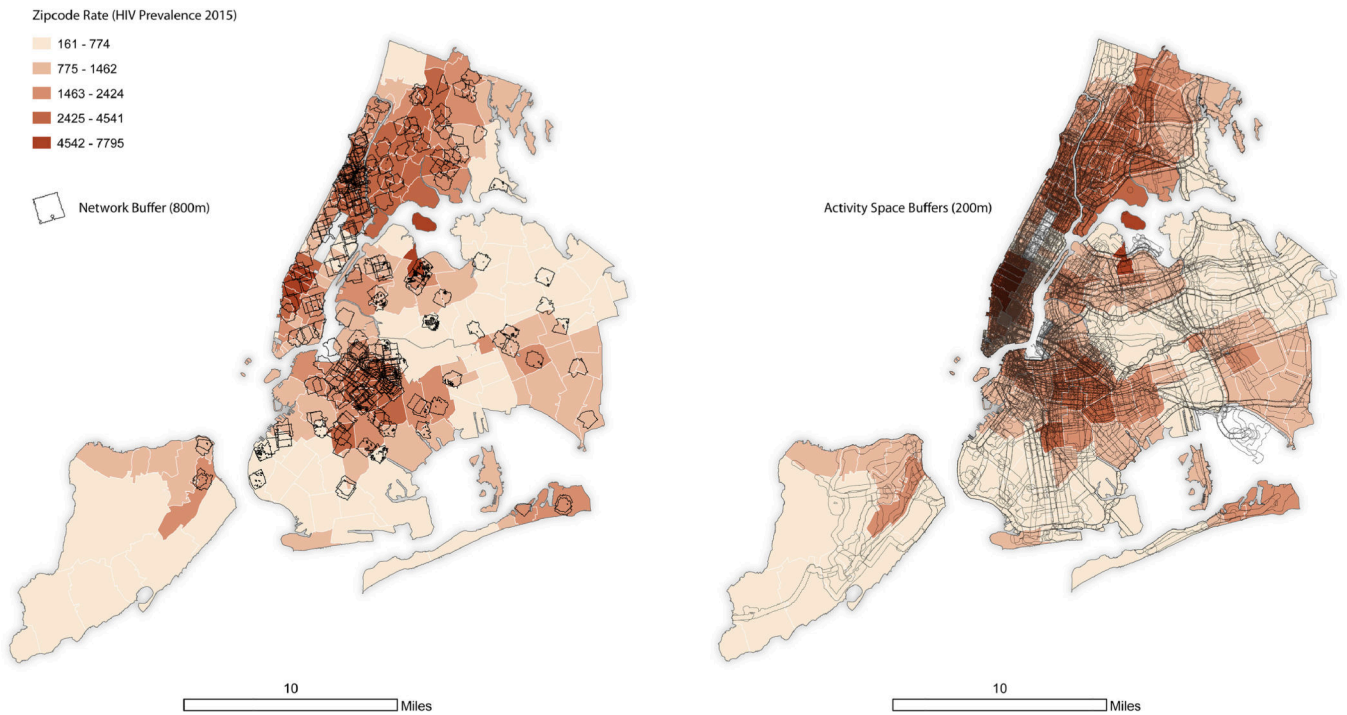 Zipcode Rate (HIV Prevalence 2015)
161 - 774
775 - 1462
1463 - 2424
2425 - 4541
4542 - 7795
Network Buffer (800m)
Activity Space Buffers (200m)
10
Miles
10
Miles